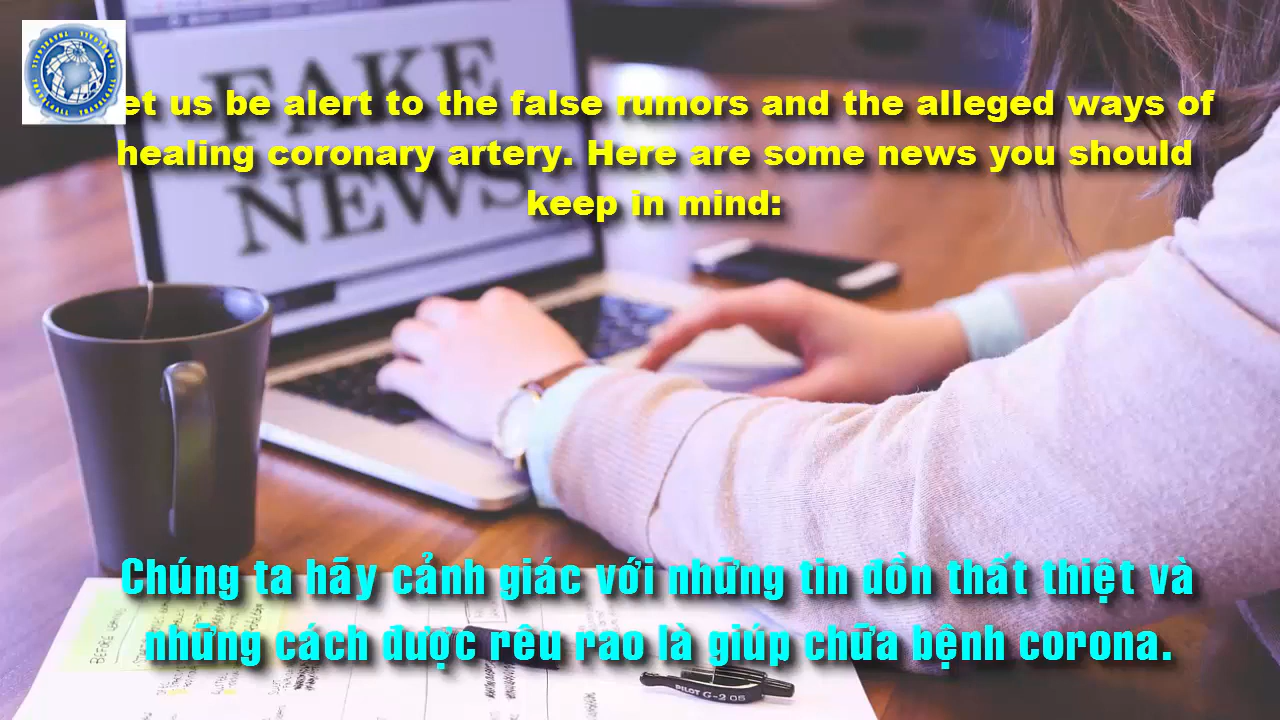 FAKE
NEWS
et us be alert to the false rumors and the alleged ways of
healing coronary artery. Here are some news you should
keep in mind:
Chúng ta hãy cảnh giác với những tin đồn thất thiệt và
những cách được rêu rao là giúp chữa bệnh corona.
PILOT G-2 05